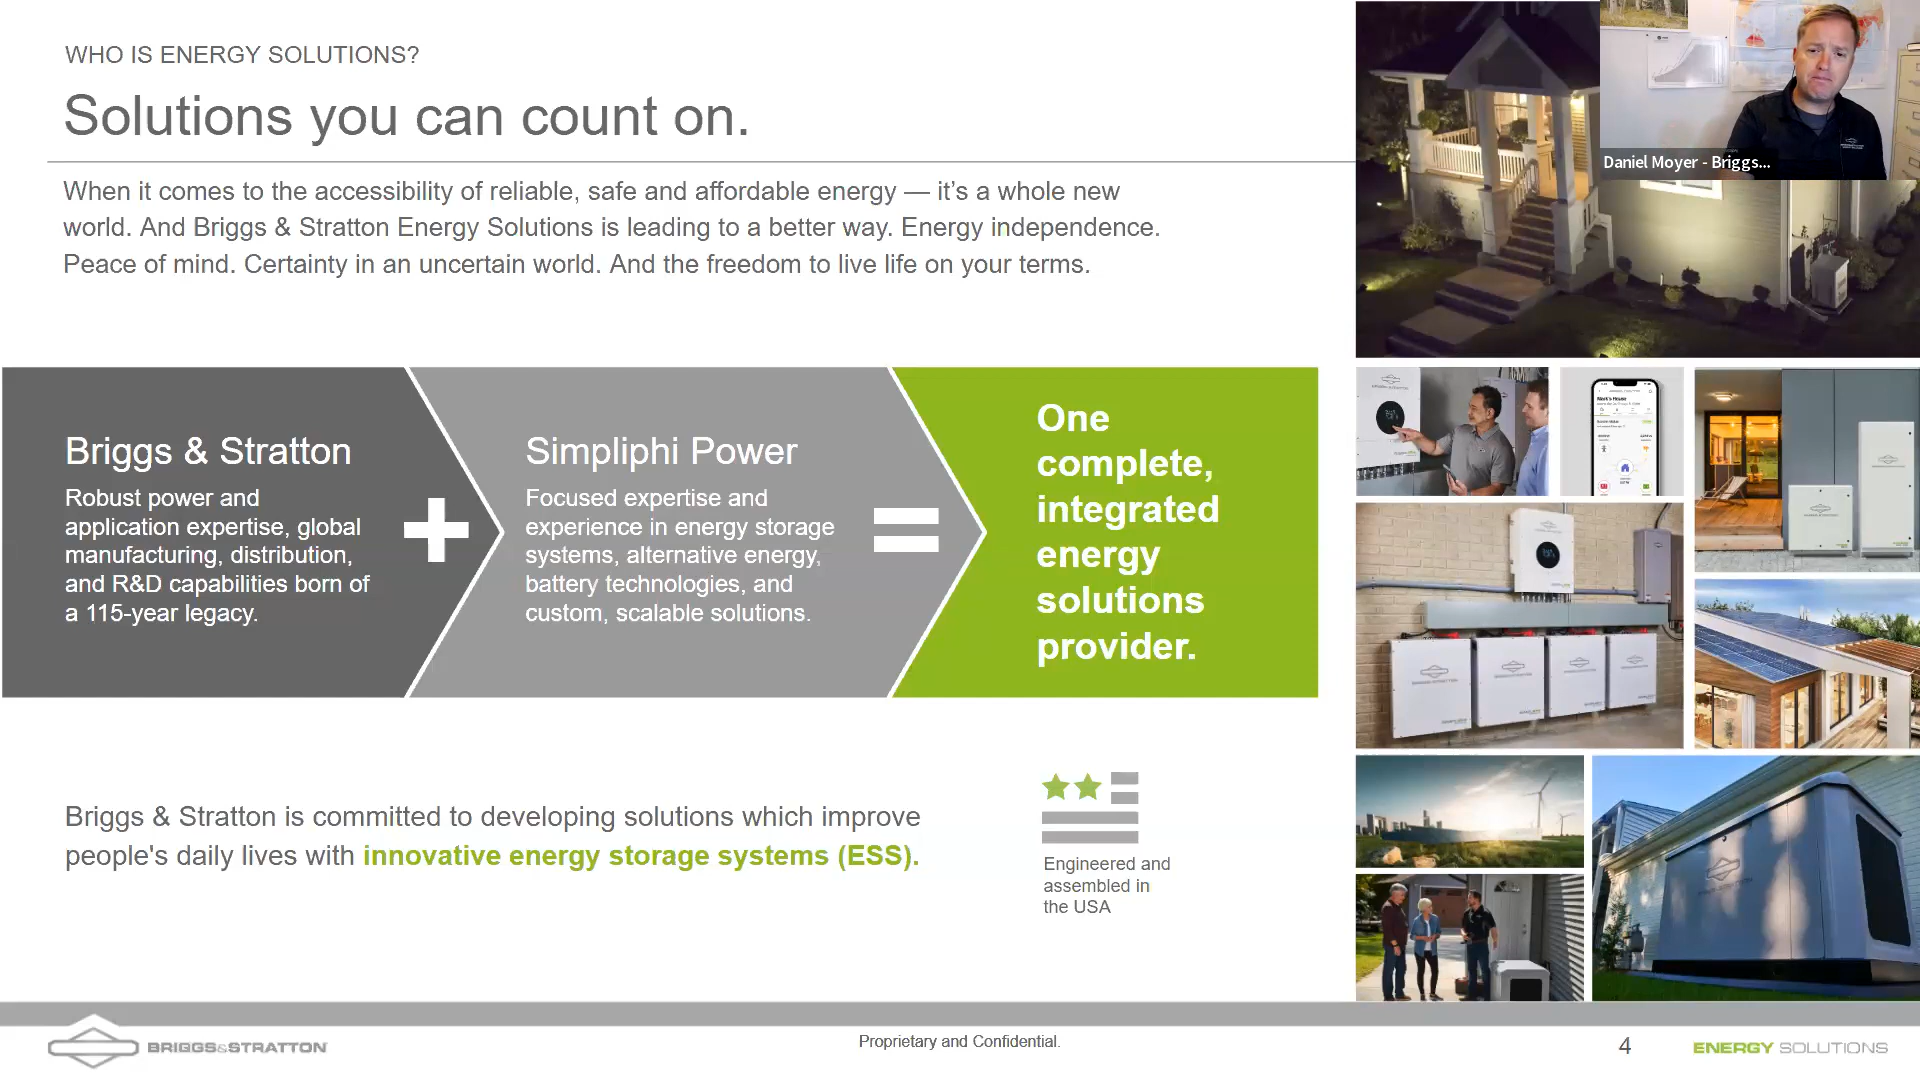 WHO IS ENERGY SOLUTIONS?
Solutions you can count on.
When it comes to the accessibility of reliable, safe and affordable energy — it's a whole new
world. And Briggs & Stratton Energy Solutions is leading to a better way. Energy independence.
Peace of mind. Certainty in an uncertain world. And the freedom to live life on your terms.
Daniel Moyer - Briggs...
Briggs & Stratton
Robust power and
application expertise, global
manufacturing, distribution,
and R&D capabilities born of
a 115-year legacy.
Simpliphi Power
Focused expertise and
experience in energy storage
systems, alternative energy,
battery technologies, and
custom, scalable solutions.
One
complete,
integrated
energy
solutions
provider.
Briggs & Stratton is committed to developing solutions which improve
people's daily lives with innovative energy storage systems (ESS).
Engineered and
assembled in
the USA
BRIGGS & STRATTON
Proprietary and Confidential.
4
ENERGY SOLUTIONS